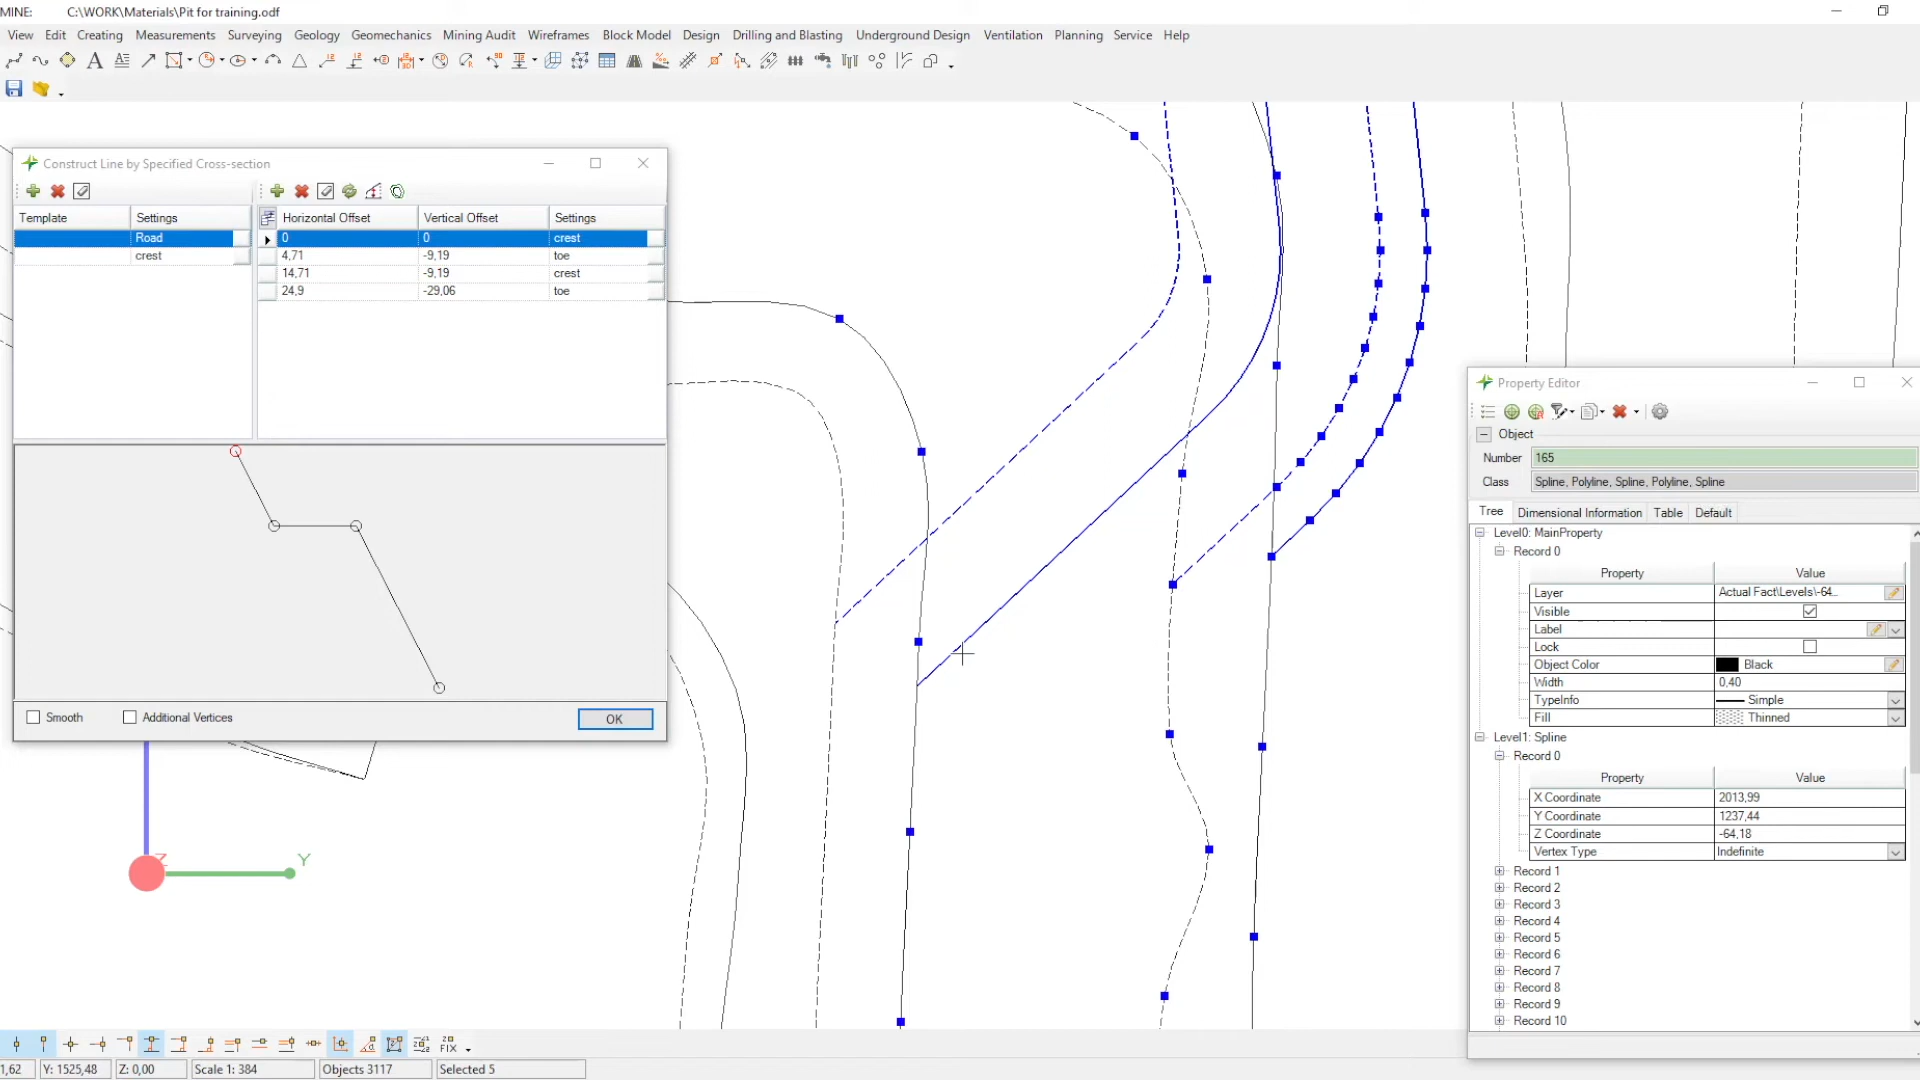 MINE: C:\WORK\Materials\Pit for training.odf
View Edit Creating Measurements Surveying Geology Geomechanics Mining Audit Wireframes Block Model Design Drilling and Blasting Underground Design Ventilation Planning Service Help
Construct Line by Specified Cross-section
Template Settings
Road
crest
Horizontal Offset Vertical Offset Settings
0 0 crest
4,71 -9,19 toe
14,71 -9,19 crest
24,9 -29,06 toe
Smooth Additional Vertices OK
Z Y
Property Editor
Object
Number 165
Class Spline, Polyline, Spline, Polyline, Spline
Tree Dimensional Information Table Default
Level0: MainProperty
Record 0
Property Value
Layer Actual Fact\Levels\-64...
Visible
Label
Lock
Object Color Black
Width 0,40
TypeInfo Simple
Fill Thinned
Level1: Spline
Record 0
Property Value
X Coordinate 2013,99
Y Coordinate 1237,44
Z Coordinate -64,18
Vertex Type Indefinite
Record 1
Record 2
Record 3
Record 4
Record 5
Record 6
Record 7
Record 8
Record 9
Record 10
FIX
1,62 Y: 1525,48 Z: 0,00 Scale 1: 384 Objects 3117 Selected 5